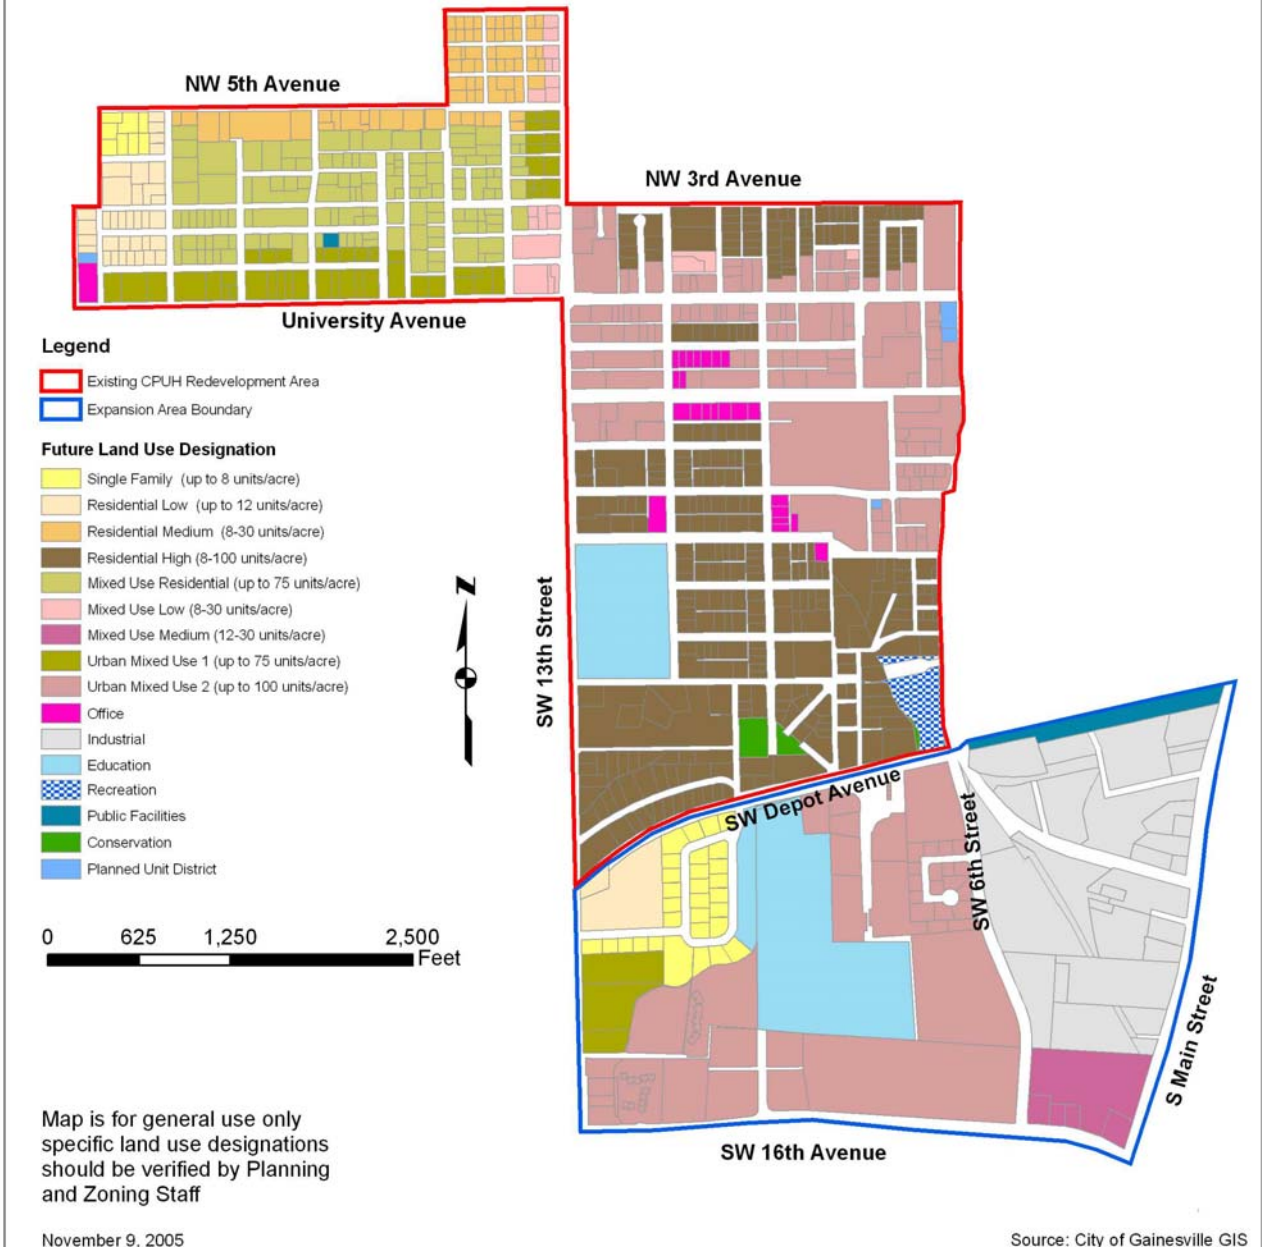 NW 5th Avenue
NW 3rd Avenue
University Avenue
Legend
Existing CPUH Redevelopment Area
Expansion Area Boundary
Future Land Use Designation
Single Family (up to 8 units/acre)
Residential Low (up to 12 units/acre)
Residential Medium (8-30 units/acre)
Residential High (8-100 units/acre)
Mixed Use Residential (up to 75 units/acre)
Mixed Use Low (8-30 units/acre)
Mixed Use Medium (12-30 units/acre)
Urban Mixed Use 1 (up to 75 units/acre)
Urban Mixed Use 2 (up to 100 units/acre)
Office
Industrial
Education
Recreation
Public Facilities
Conservation
Planned Unit District
N
SW 13th Street
SW Depot Avenue
SW 6th Street
S Main Street
SW 16th Avenue
0 625 1,250 2,500
Feet
Map is for general use only
specific land use designations
should be verified by Planning
and Zoning Staff
November 9, 2005
Source: City of Gainesville GIS